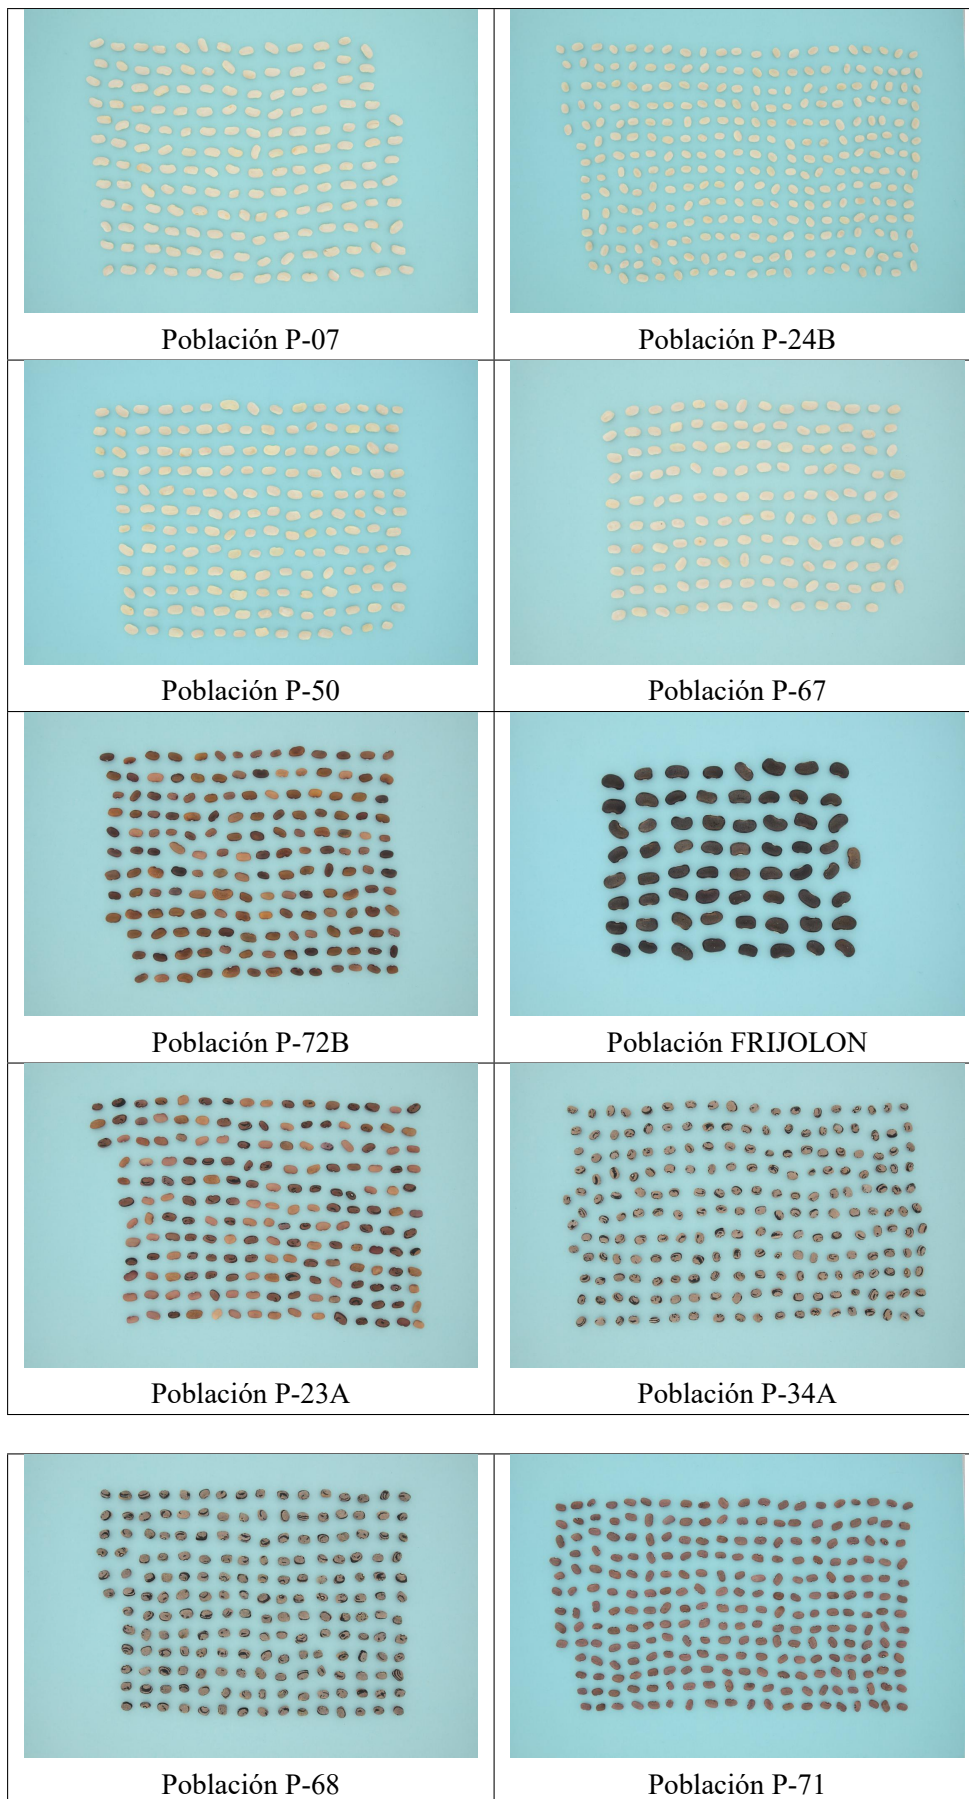 Población P-07
Población P-24B
Población P-50
Población P-67
Población P-72B
Población FRIJOLON
Población P-23A
Población P-34A
Población P-68
Población P-71